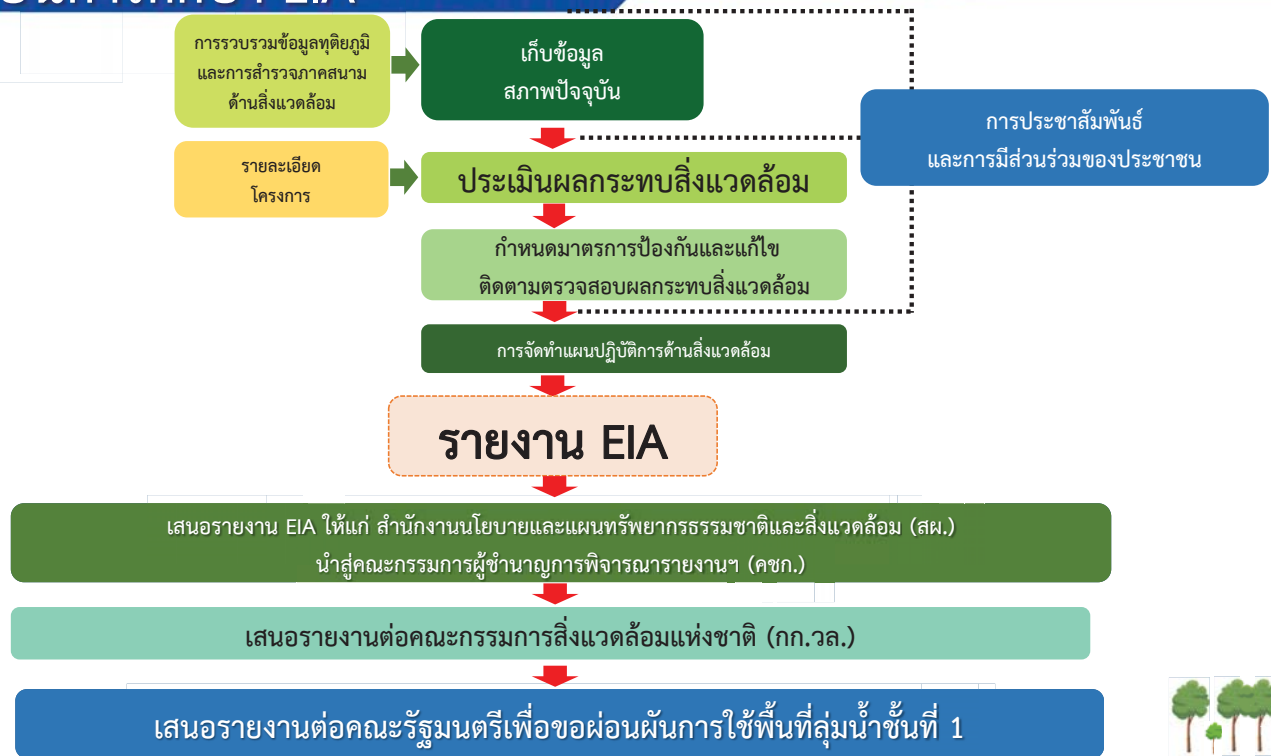 การรวบรวมข้อมูลทุติยภูมิ
และการสำรวจภาคสนาม
ด้านสิ่งแวดล้อม
เก็บข้อมูล
สภาพปัจจุบัน
การประชาสัมพันธ์
และการมีส่วนร่วมของประชาชน
รายละเอียด
โครงการ
ประเมินผลกระทบสิ่งแวดล้อม
กำหนดมาตรการป้องกันและแก้ไข
ติดตามตรวจสอบผลกระทบสิ่งแวดล้อม
การจัดทำแผนปฏิบัติการด้านสิ่งแวดล้อม
รายงาน EIA
เสนอรายงาน EIA ให้แก่ สำนักงานนโยบายและแผนทรัพยากรธรรมชาติและสิ่งแวดล้อม (สผ.)
นำสู่คณะกรรมการผู้ชำนาญการพิจารณารายงานฯ (คชก.)
เสนอรายงานต่อคณะกรรมการสิ่งแวดล้อมแห่งชาติ (กก.วล.)
เสนอรายงานต่อคณะรัฐมนตรีเพื่อขอผ่อนผันการใช้พื้นที่ลุ่มน้ำชั้นที่ 1